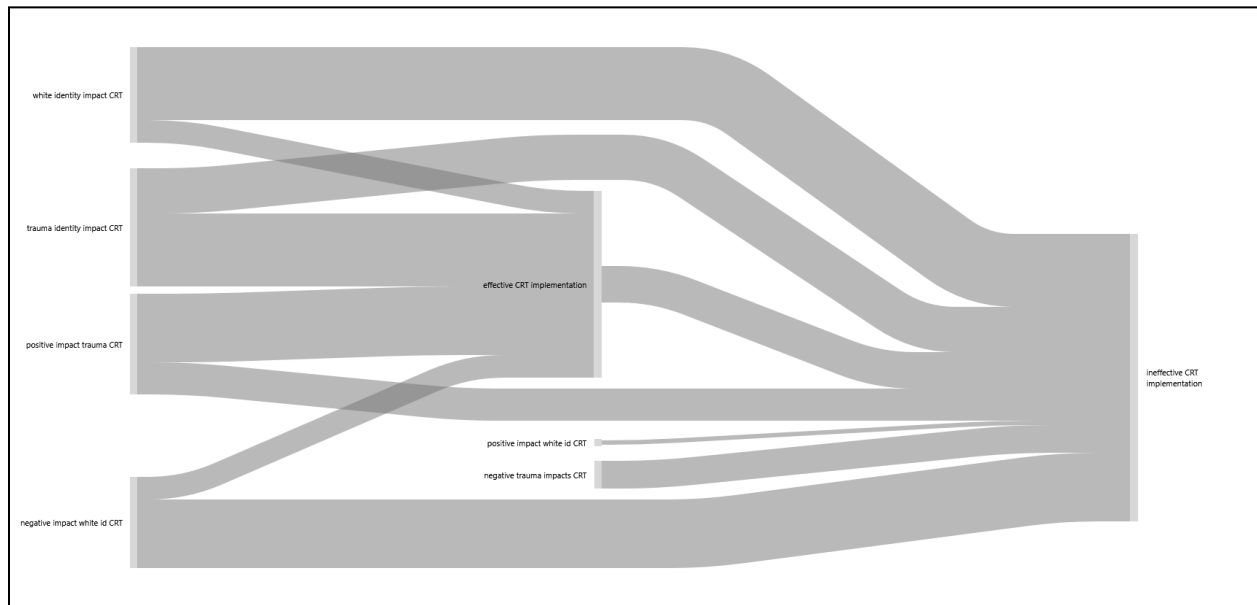 white identity impact CRT
trauma identity impact CRT
effective CRT implementation
positive impact trauma CRT
ineffective CRT
implementation
positive impact white id CRT
negative trauma impacts CRT
negative impact white id CRT